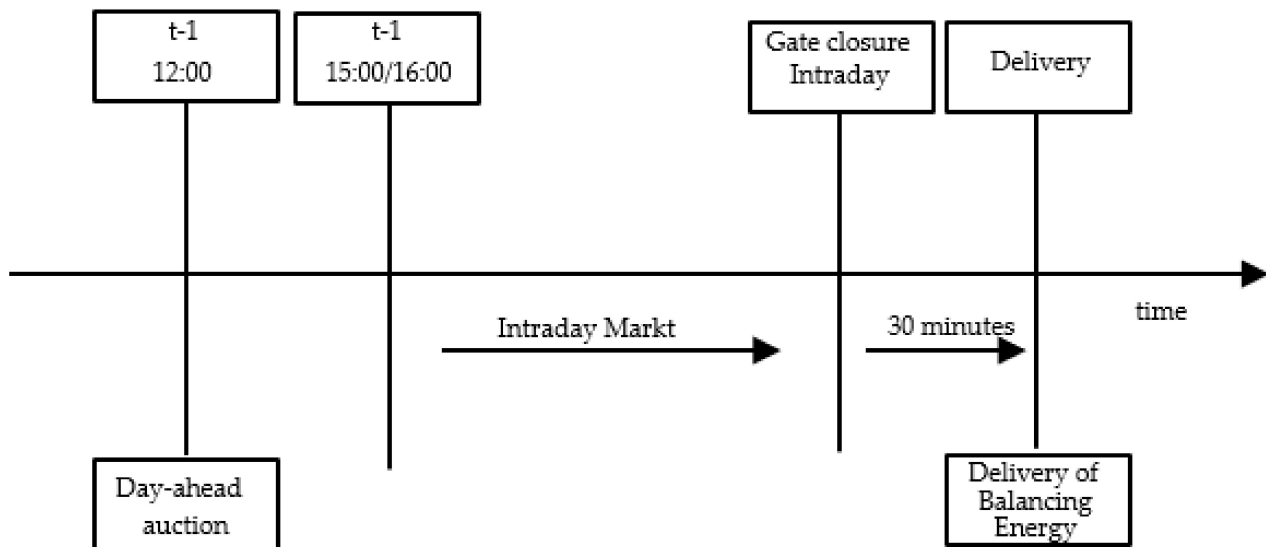 t-1
12:00
t-1
15:00/16:00
Gate closure
Intraday
Delivery
time
Intraday Markt
30 minutes
Day-ahead
auction
Delivery of
Balancing
Energy